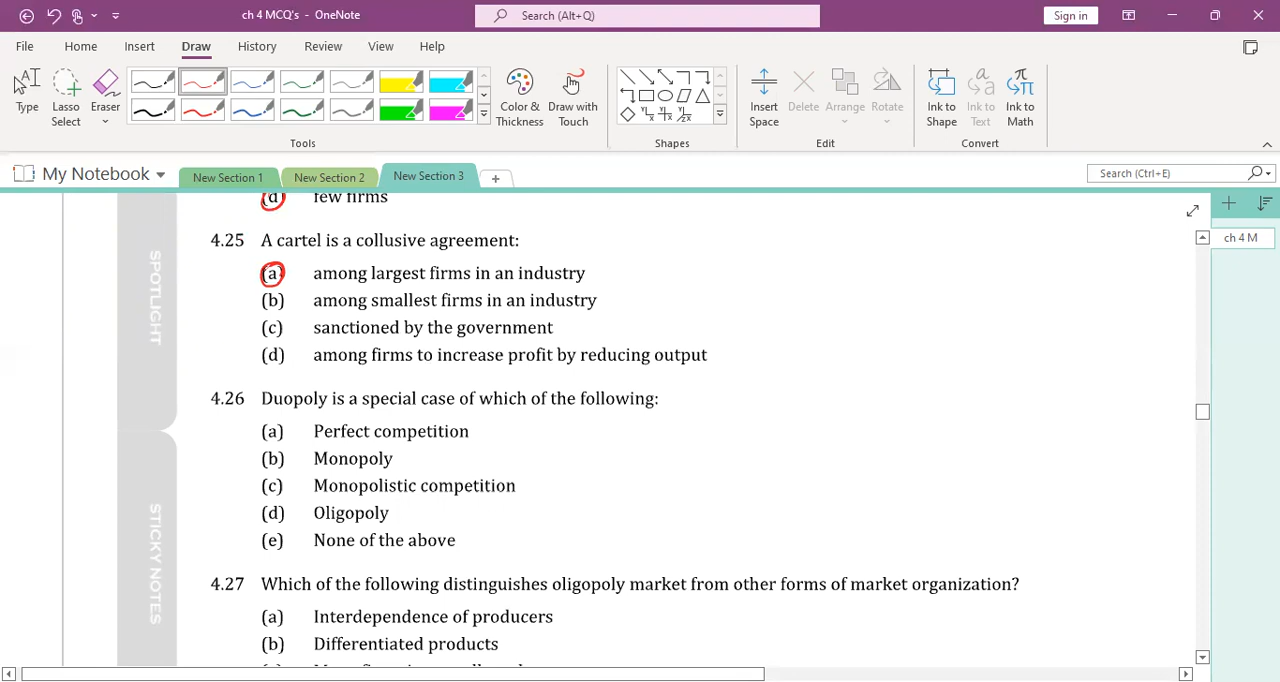 ch 4 MCQ's - OneNote
Search (Alt+Q)
Sign in
File Home Insert Draw History Review View Help
Type
Lasso Select
Eraser
Color & Thickness
Draw with Touch
Insert Space
Delete
Arrange
Rotate
Ink to Shape
Ink to Text
Ink to Math
Tools Shapes Edit Convert
My Notebook
New Section 1
New Section 2
New Section 3
Search (Ctrl+E)
ch 4 M
SPOTLIGHT
STICKY NOTES
(d) few firms
4.25 A cartel is a collusive agreement:
(a) among largest firms in an industry
(b) among smallest firms in an industry
(c) sanctioned by the government
(d) among firms to increase profit by reducing output
4.26 Duopoly is a special case of which of the following:
(a) Perfect competition
(b) Monopoly
(c) Monopolistic competition
(d) Oligopoly
(e) None of the above
4.27 Which of the following distinguishes oligopoly market from other forms of market organization?
(a) Interdependence of producers
(b) Differentiated products